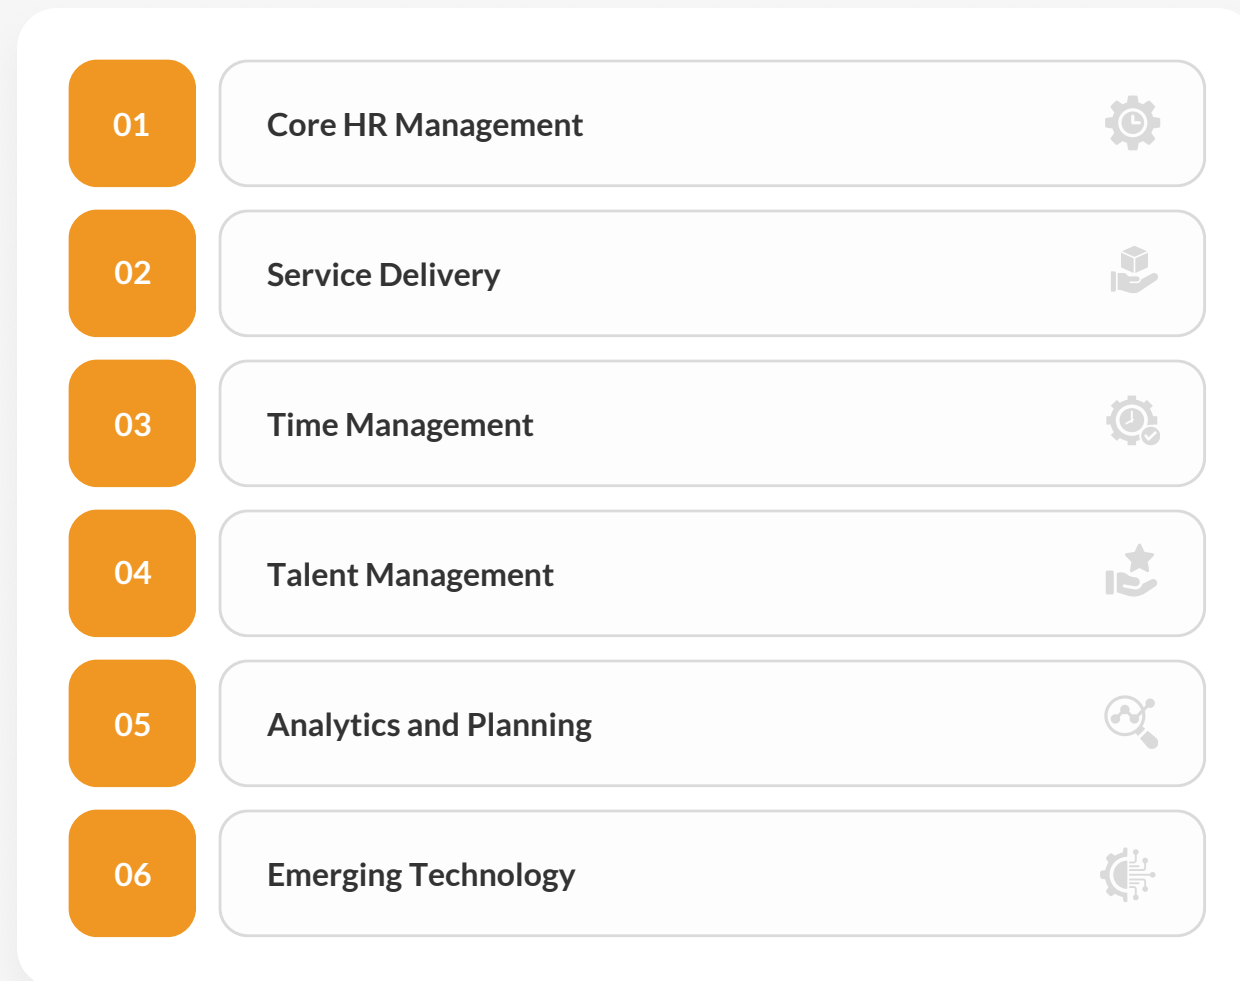 01
Core HR Management
02
Service Delivery
03
Time Management
04
Talent Management
05
Analytics and Planning
06
Emerging Technology